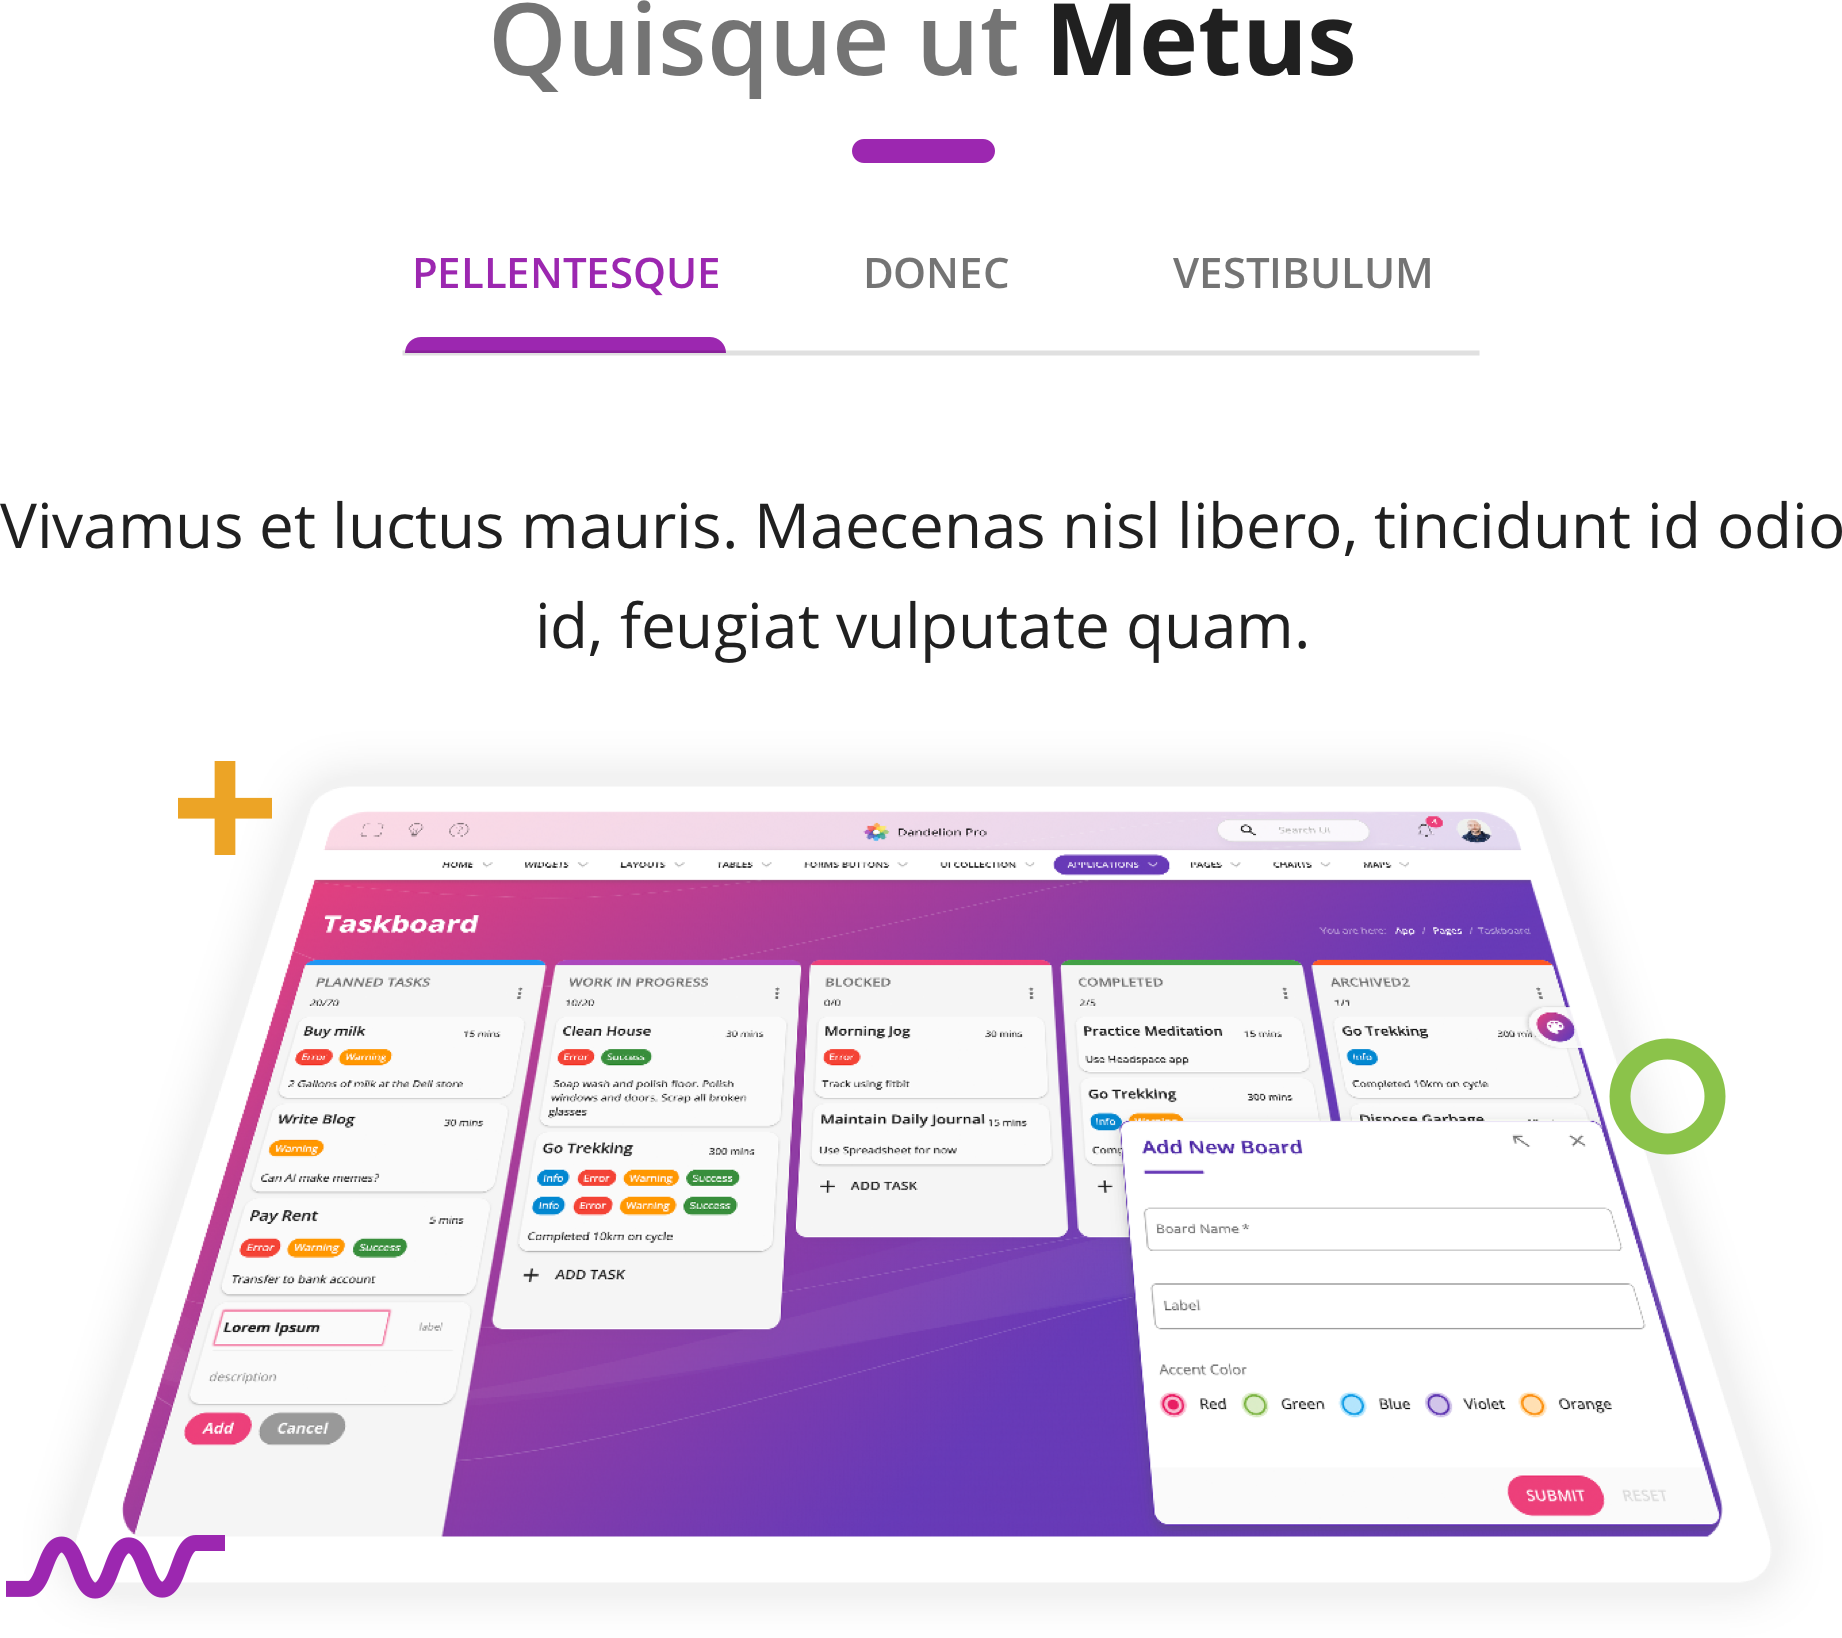 Quisque ut Metus
PELLENTESQUE DONEC VESTIBULUM
Vivamus et luctus mauris. Maecenas nisl libero, tincidunt id odio
id, feugiat vulputate quam.
Dandelion Pro
Search UI
HOME WIDGETS LAYOUTS TABLES FORMS BUTTONS UI COLLECTION APPLICATIONS PAGES CHARTS MAPS
Taskboard
You are here: App / Pages / Taskboard
PLANNED TASKS
20/70
Buy milk 15 mins
Error Warning
2 Gallons of milk at the Deli store
Write Blog 30 mins
Warning
Can AI make memes?
Pay Rent 5 mins
Error Warning Success
Transfer to bank account
Lorem Ipsum label
description
Add Cancel
WORK IN PROGRESS
10/20
Clean House 30 mins
Error Success
Soap wash and polish floor. Polish
windows and doors. Scrap all broken
glasses
Go Trekking 300 mins
Info Error Warning Success
Info Error Warning Success
Completed 10km on cycle
+ ADD TASK
BLOCKED
0/0
Morning Jog 30 mins
Error
Track using fitbit
Maintain Daily Journal 15 mins
Use Spreadsheet for now
+ ADD TASK
COMPLETED
2/5
Practice Meditation 15 mins
Use Headspace app
Go Trekking 300 mins
Info
+
ARCHIVED2
1/1
Go Trekking 300
Info
Completed 10km on cycle
Dispose Garbage
Add New Board
Board Name *
Label
Accent Color
Red Green Blue Violet Orange
SUBMIT RESET